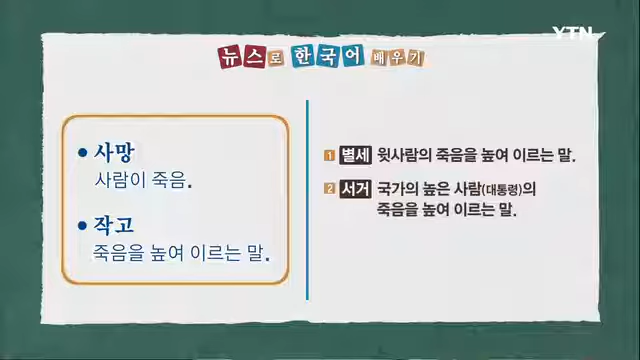 YTN
뉴스로 한국어 배우기
• 사망
사람이 죽음.
• 작고
죽음을 높여 이르는 말.
1 별세 윗사람의 죽음을 높여 이르는 말.
2 서거 국가의 높은 사람(대통령)의
죽음을 높여 이르는 말.